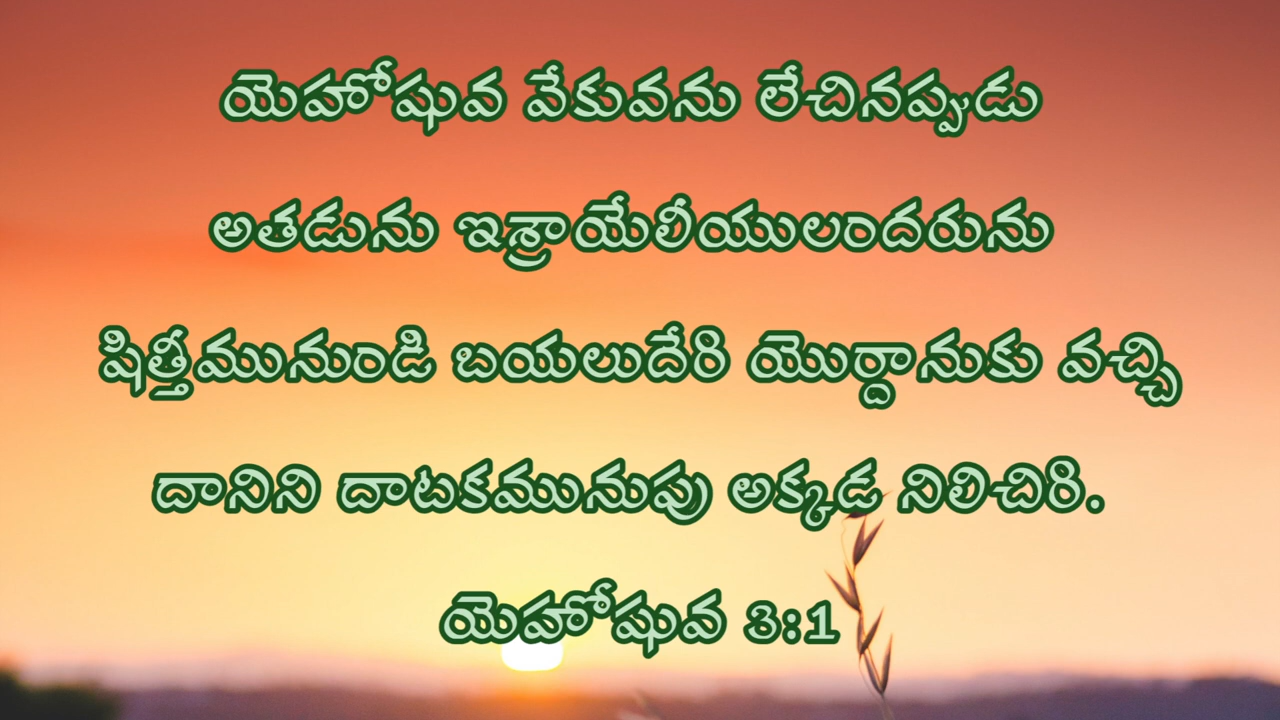 యెహోషువ వేకువను లేచినప్పుడు
అతడును ఇశ్రాయేలీయులందరును
షిత్తీమునుండి బయలుదేరి యొర్దానుకు వచ్చి
దానిని దాటకమునుపు అక్కడ నిలిచిరి.
యెహోషువ 3:1